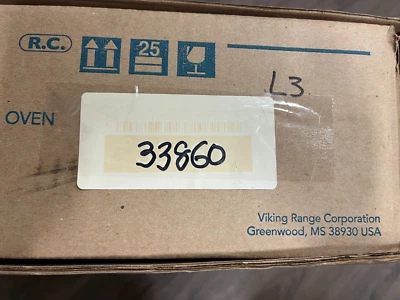 R.C.
25
L3
OVEN
33860
Viking Range Corporation
Greenwood, MS 38930 USA